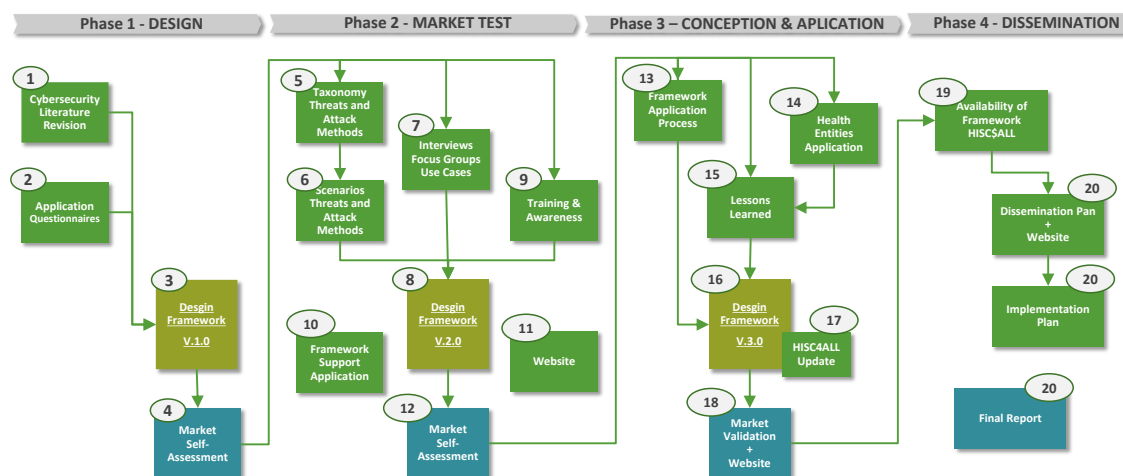 Phase 1 - DESIGN
Phase 2 - MARKET TEST
Phase 3 – CONCEPTION & APLICATION
Phase 4 - DISSEMINATION
1
Cybersecurity
Literature
Revision
2
Application
Questionnaires
3
Desgin
Framework
V.1.0
4
Market
Self-
Assessment
5
Taxonomy
Threats and
Attack
Methods
6
Scenarios
Threats and
Attack
Methods
7
Interviews
Focus Groups
Use Cases
8
Desgin
Framework
V.2.0
9
Training &
Awareness
10
Framework
Support
Application
11
Website
12
Market
Self-
Assessment
13
Framework
Application
Process
14
Health
Entities
Application
15
Lessons
Learned
16
Desgin
Framework
V.3.0
17
HISC4ALL
Update
18
Market
Validation
+
Website
19
Availability of
Framework
HISC$ALL
20
Dissemination Pan
+
Website
20
Implementation
Plan
20
Final Report